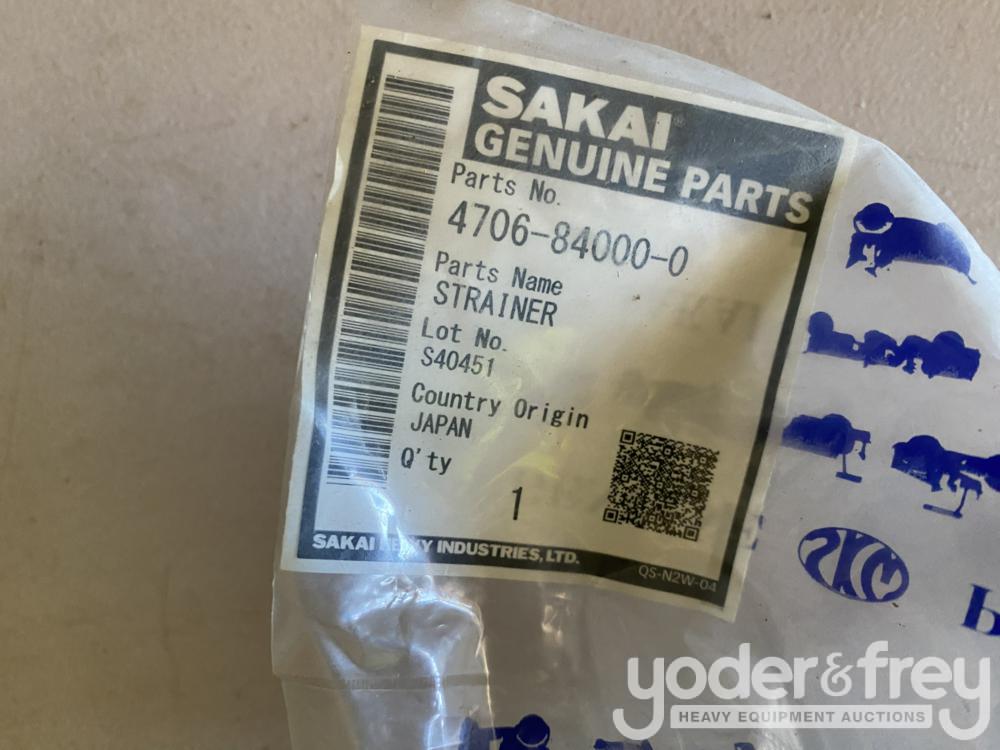 SAKAI
GENUINE PARTS
Parts No.
4706-84000-0
Parts Name
STRAINER
Lot No.
S40451
Country Origin
JAPAN
Q'ty
1
SAKAI HEAVY INDUSTRIES, LTD.
QS-N2W-04
yoder&frey
HEAVY EQUIPMENT AUCTIONS